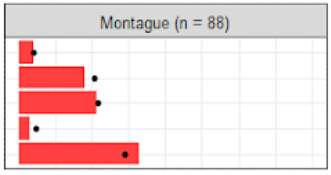 Montague (n = 88)